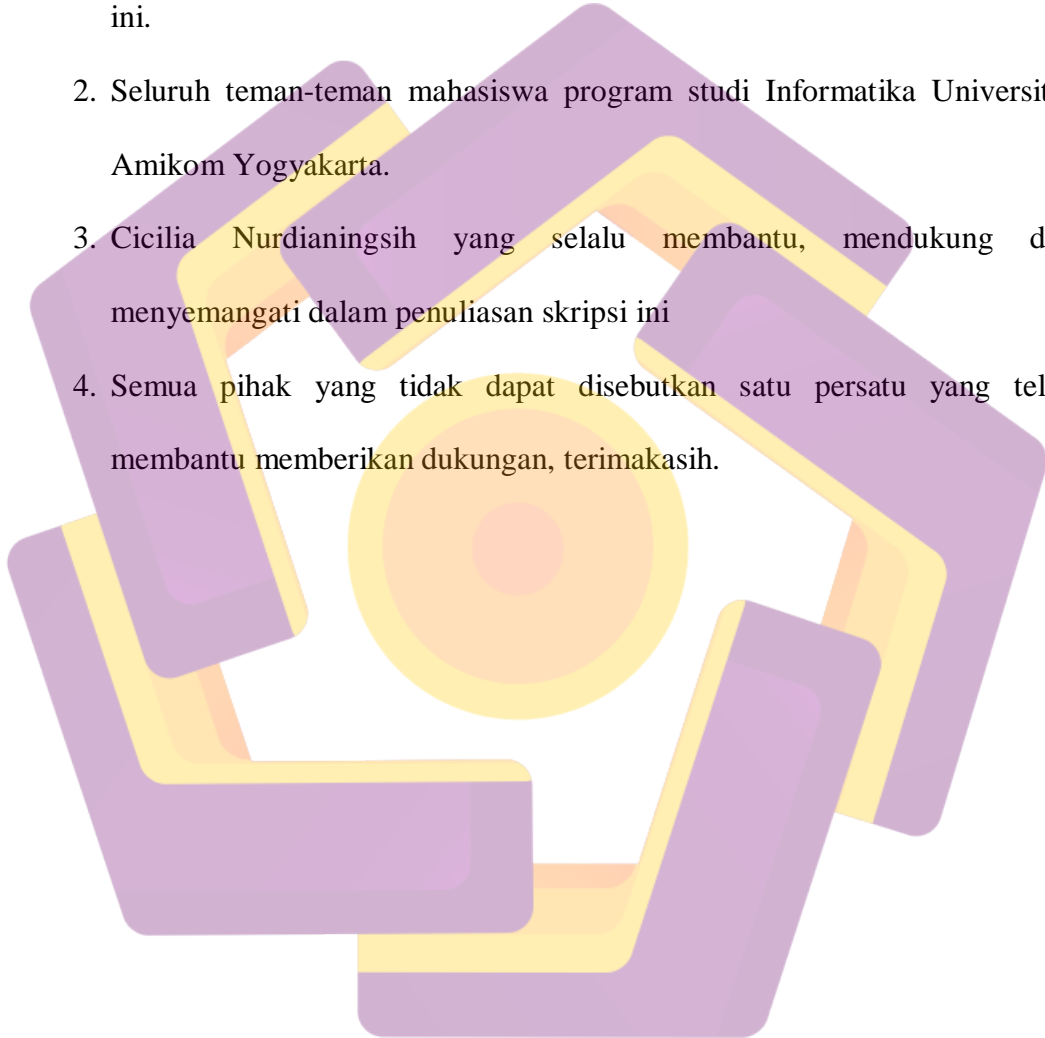 ini.
2. Seluruh teman-teman mahasiswa program studi Informatika Universit
Amikom Yogyakarta.
3. Cicilia Nurdianingsih yang selalu membantu, mendukung d
menyemangati dalam penuliasan skripsi ini
4. Semua pihak yang tidak dapat disebutkan satu persatu yang tel
membantu memberikan dukungan, terimakasih.